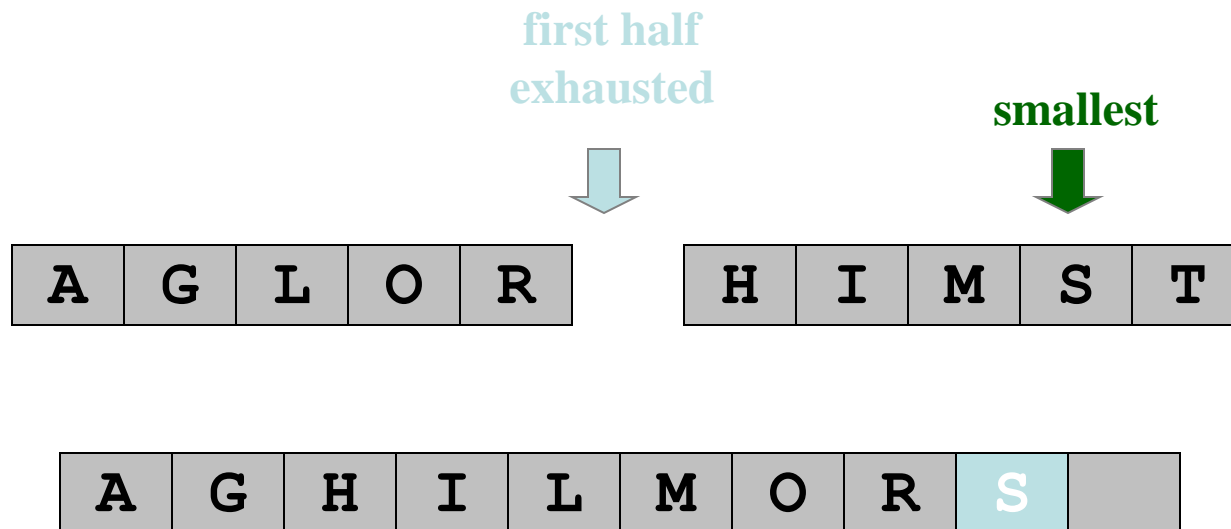 first half
exhausted
smallest
A G L O R H I M S T
A G H I L M O R S